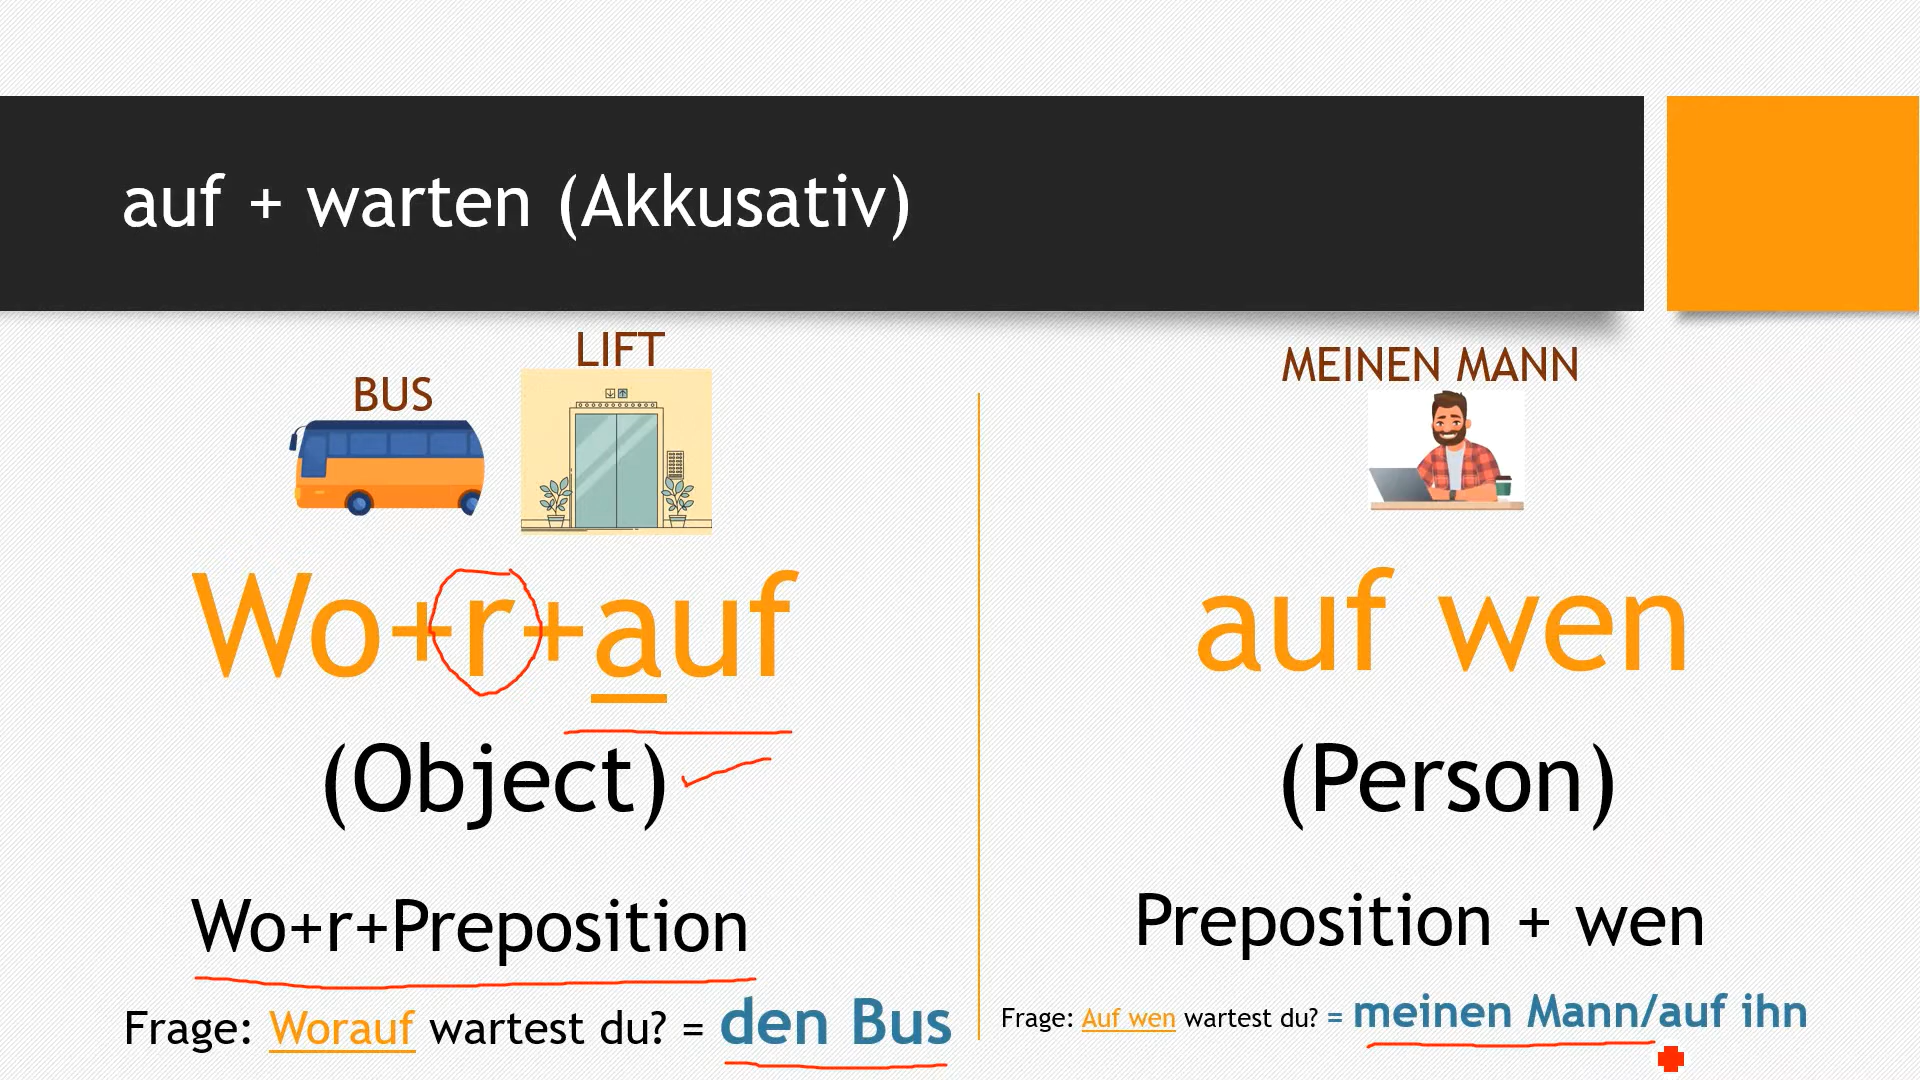 auf + warten (Akkusativ)
LIFT
BUS
Wo+r+auf
(Object)
Wo+r+Preposition
Frage: Worauf wartest du? = den Bus
MEINEN MANN
auf wen
(Person)
Preposition + wen
Frage: Auf wen wartest du? = meinen Mann/auf ihn